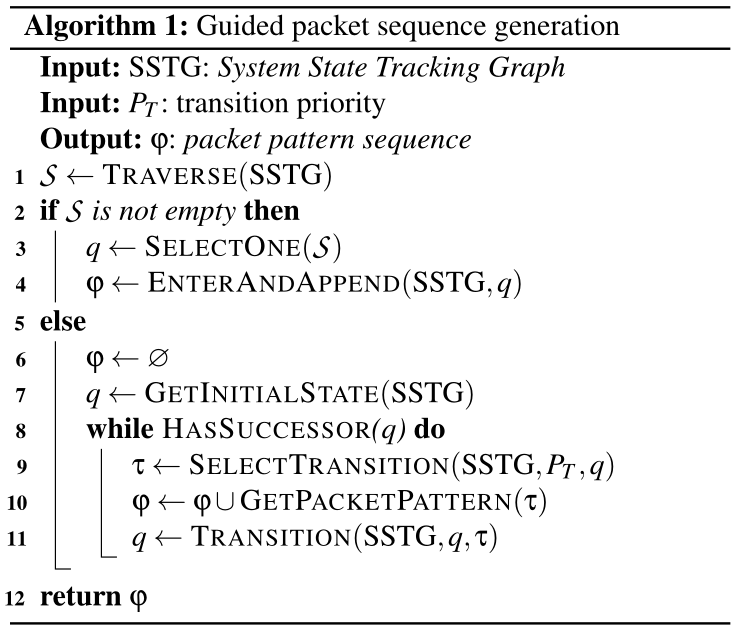 Algorithm 1: Guided packet sequence generation
Input: SSTG: System State Tracking Graph
Input: P_T: transition priority
Output: φ: packet pattern sequence
1 𝒮 ← TRAVERSE(SSTG)
2 if 𝒮 is not empty then
3 q ← SELECTONE(𝒮)
4 φ ← ENTERANDAPPEND(SSTG, q)
5 else
6 φ ← ∅
7 q ← GETINITIALSTATE(SSTG)
8 while HASSUCCESSOR(q) do
9 τ ← SELECTTRANSITION(SSTG, P_T, q)
10 φ ← φ ∪ GETPACKETPATTERN(τ)
11 q ← TRANSITION(SSTG, q, τ)
12 return φ